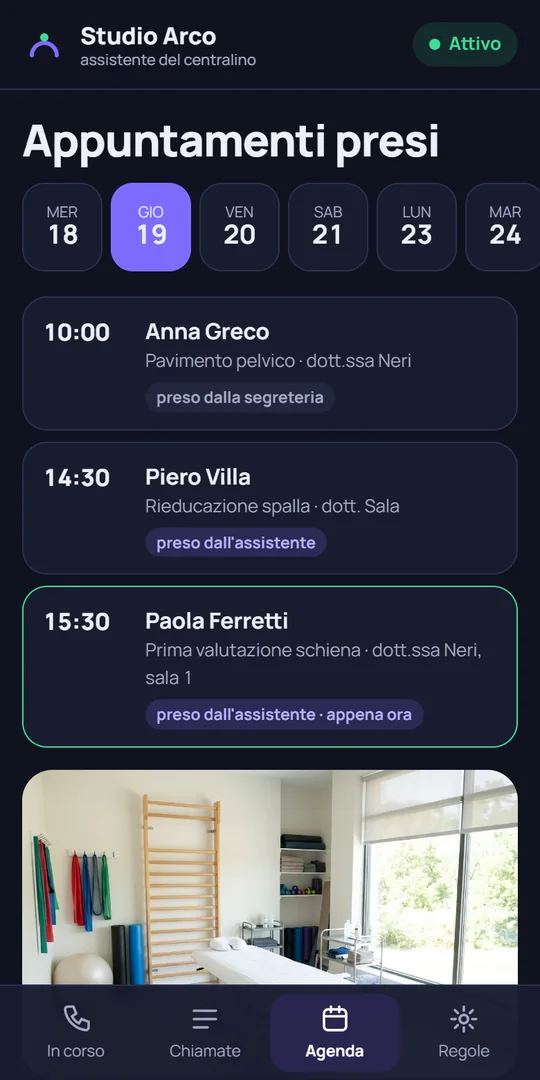 Studio Arco
assistente del centralino
Attivo
Appuntamenti presi
MER
18
GIO
19
VEN
20
SAB
21
LUN
23
MAR
24
10:00
Anna Greco
Pavimento pelvico · dott.ssa Neri
preso dalla segreteria
14:30
Piero Villa
Rieducazione spalla · dott. Sala
preso dall'assistente
15:30
Paola Ferretti
Prima valutazione schiena · dott.ssa Neri,
sala 1
preso dall'assistente · appena ora
In corso
Chiamate
Agenda
Regole